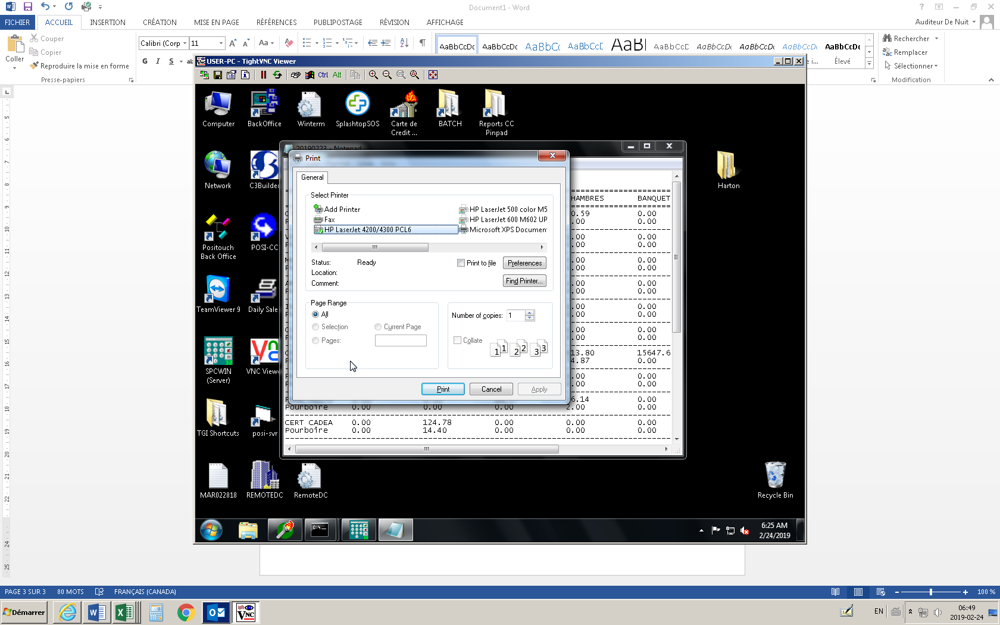 Document1 - Word
FICHIER ACCUEIL INSERTION CRÉATION MISE EN PAGE RÉFÉRENCES PUBLIPOSTAGE RÉVISION AFFICHAGE
Auditeur De Nuit
Coller
Couper
Copier
Reproduire la mise en forme
Presse-papiers
Calibri (Corp 11
G I S ab
AaBbCcDc AaBbCcDc AaBbCc AaBbCcD AaBl AaBbCcD AaBbCcDc AaBbCcDc AaBbCcDc AaBbCcDc
e i... Élevé
Rechercher
Remplacer
Sélectionner
Modification
USER-PC - TightVNC Viewer
Ctrl Alt
Computer
BackOffice
Winterm
SplashtopSOS
Carte de
Credit ...
BATCH
Reports CC
Pinpad
Network
C3Builder
Harton
Positouch
Back Office
POSI-CC
TeamViewer 9
Daily Sale
SPCWIN
(Server)
VNC Viewe
TGI Shortcuts
posi-svr
MAR022818
REMOTEDC
RemoteDC
Recycle Bin
20190223 - Notepad
Print
General
Select Printer
Add Printer
Fax
HP LaserJet 4200/4300 PCL6
HP LaserJet 500 color M5
HP LaserJet 600 M602 UP
Microsoft XPS Document
Status: Ready
Location:
Comment:
Print to file
Preferences
Find Printer...
Page Range
All
Selection
Current Page
Pages:
Number of copies: 1
Collate
1 1 2 2 3 3
Print Cancel Apply
HAMBRES BANQUET
0.59 0.00
.00 0.00
.00 0.00
.00 0.00
.00 0.00
.00 0.00
.00 0.00
.00 0.00
.00 0.00
.00 0.00
.00 0.00
.00 0.00
13.80 15647.6
4.87 0.00
.00 0.00
.00 0.00
6.14 0.00
Pourboire 0.00 0.00 0.00 2.00 0.00
CERT CADEA 0.00 124.78 0.00 0.00 0.00
Pourboire 0.00 14.40 0.00 0.00 0.00
6:25 AM
2/24/2019
PAGE 3 SUR 3 80 MOTS FRANÇAIS (CANADA)
100 %
Démarrer
EN
06:49
2019-02-24